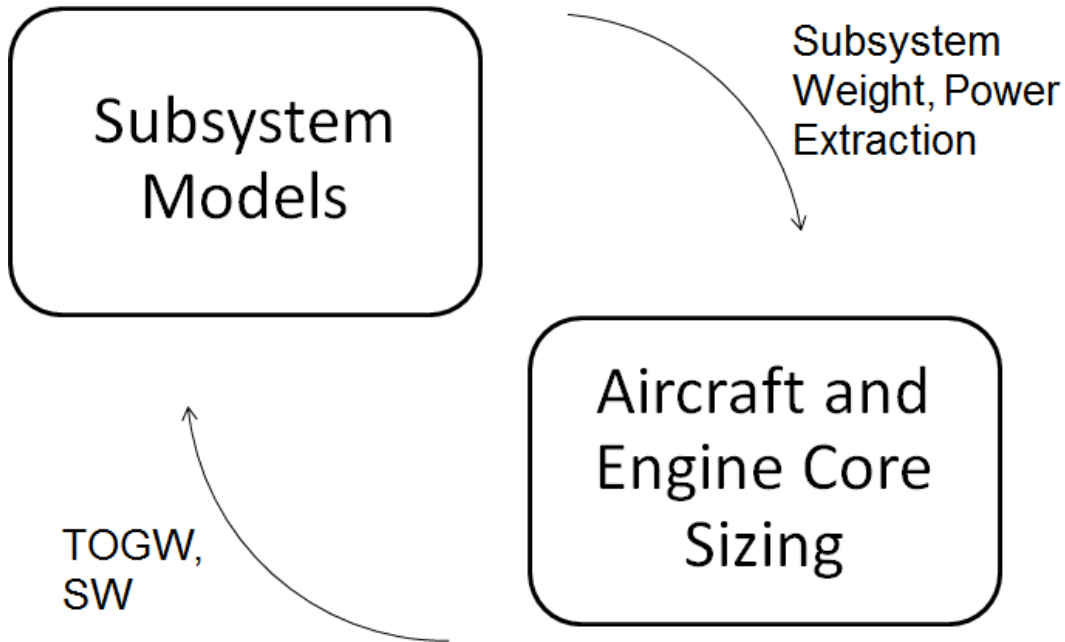 Subsystem
Models
Subsystem
Weight, Power
Extraction
Aircraft and
Engine Core
Sizing
TOGW,
SW